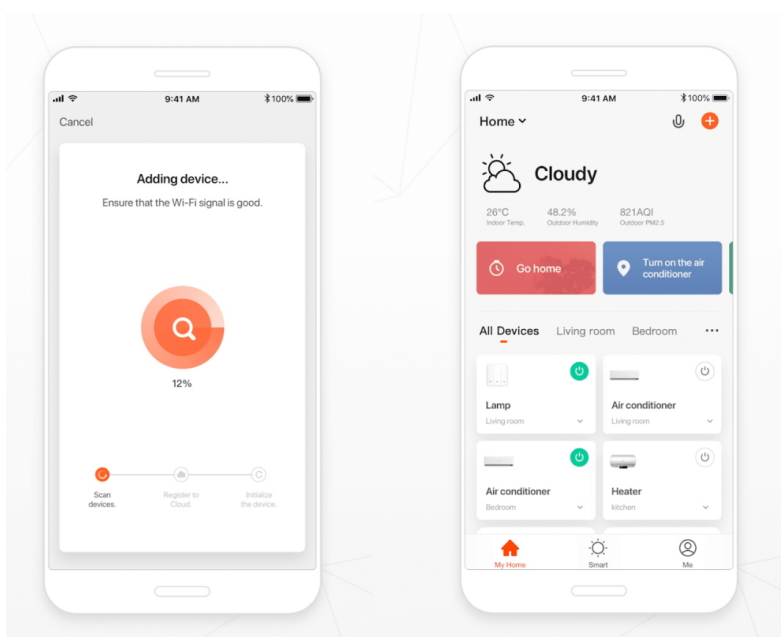 9:41 AM
100%
Cancel
Adding device...
Ensure that the Wi-Fi signal is good.
12%
Scan
devices.
Register to
Cloud.
Initialize
the device.
9:41 AM
100%
Home
Cloudy
26°C
48.2%
821AQI
Indoor Temp.
Outdoor Humidity
Outdoor PM2.5
Go home
Turn on the air
conditioner
All Devices
Living room
Bedroom
Lamp
Living room
Air conditioner
Living room
Air conditioner
Bedroom
Heater
kitchen
My Home
Smart
Me